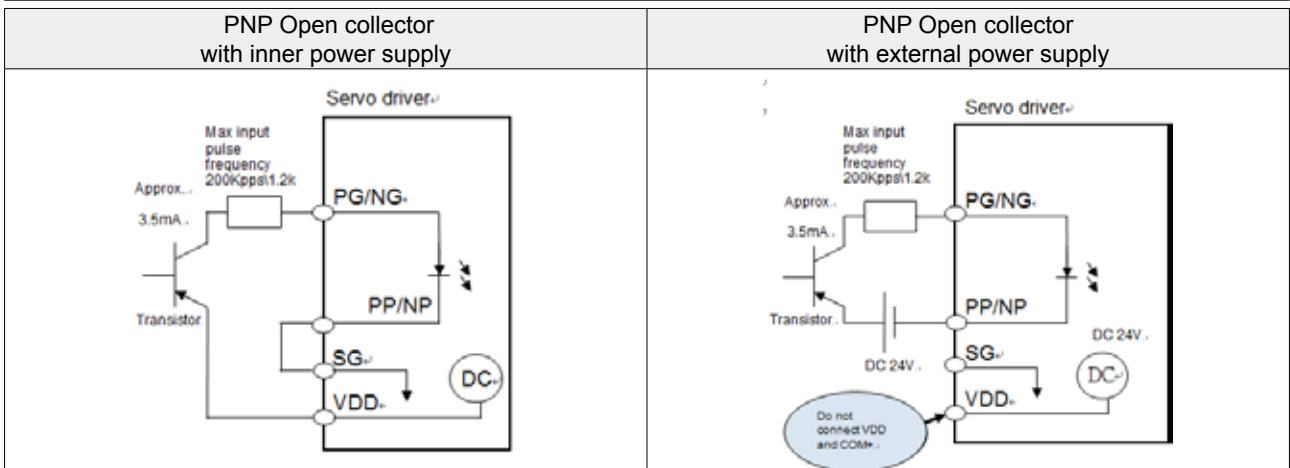 PNP Open collector
with inner power supply
PNP Open collector
with external power supply
Servo driver
Max input
pulse
frequency
200Kpps\1.2k
Approx..
3.5mA.
Transistor
PG/NG
PP/NP
SG
VDD
DC
Servo driver
Max input
pulse
frequency
200Kpps\1.2k
Approx..
3.5mA.
Transistor.
DC 24V.
PG/NG
PP/NP
DC 24V.
SG
DC
VDD
Do not
connect VDD
and COM+.